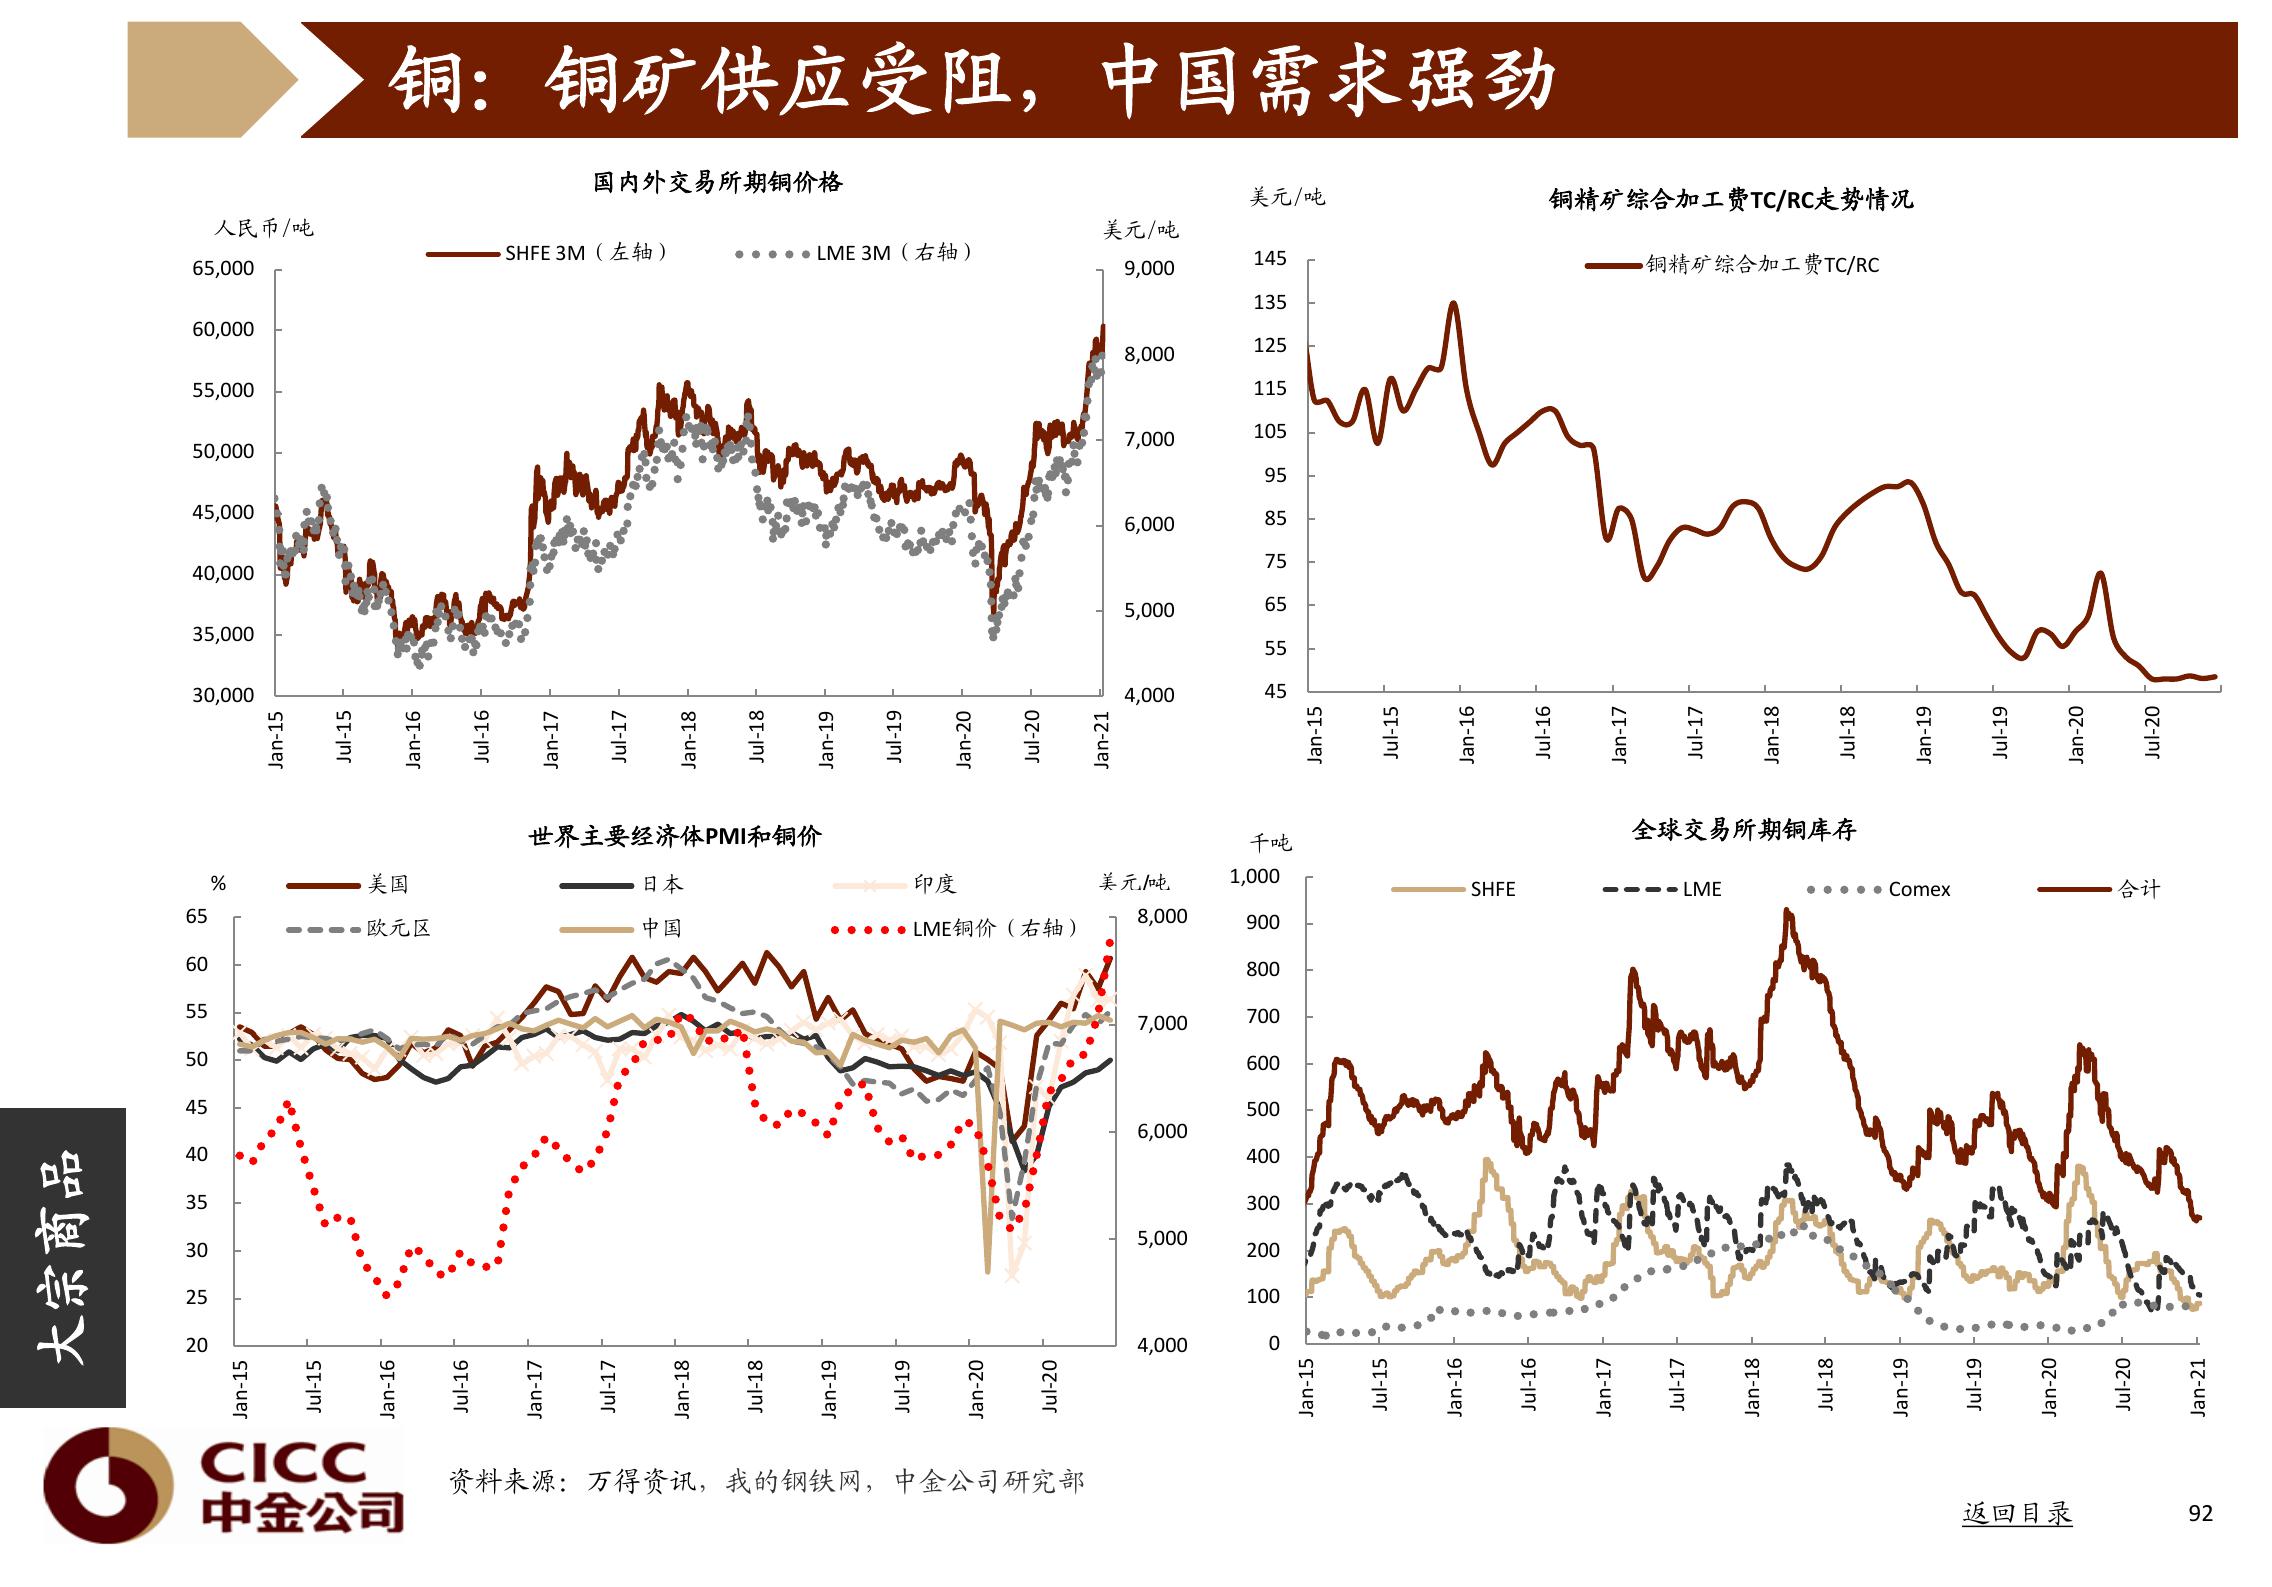 铜：铜矿供应受阻，中国需求强劲
国内外交易所期铜价格
人民币/吨
美元/吨
SHFE 3M（左轴）
LME 3M（右轴）
65,000
60,000
55,000
50,000
45,000
40,000
35,000
30,000
9,000
8,000
7,000
6,000
5,000
4,000
Jan-15
Jul-15
Jan-16
Jul-16
Jan-17
Jul-17
Jan-18
Jul-18
Jan-19
Jul-19
Jan-20
Jul-20
Jan-21
美元/吨
铜精矿综合加工费TC/RC走势情况
铜精矿综合加工费TC/RC
145
135
125
115
105
95
85
75
65
55
45
Jan-15
Jul-15
Jan-16
Jul-16
Jan-17
Jul-17
Jan-18
Jul-18
Jan-19
Jul-19
Jan-20
Jul-20
世界主要经济体PMI和铜价
%
美元/吨
美国
日本
印度
欧元区
中国
LME铜价（右轴）
65
60
55
50
45
40
35
30
25
20
8,000
7,000
6,000
5,000
4,000
Jan-15
Jul-15
Jan-16
Jul-16
Jan-17
Jul-17
Jan-18
Jul-18
Jan-19
Jul-19
Jan-20
Jul-20
千吨
全球交易所期铜库存
SHFE
LME
Comex
合计
1,000
900
800
700
600
500
400
300
200
100
0
Jan-15
Jul-15
Jan-16
Jul-16
Jan-17
Jul-17
Jan-18
Jul-18
Jan-19
Jul-19
Jan-20
Jul-20
Jan-21
大宗商品
CICC
中金公司
资料来源：万得资讯，我的钢铁网，中金公司研究部
返回目录
92